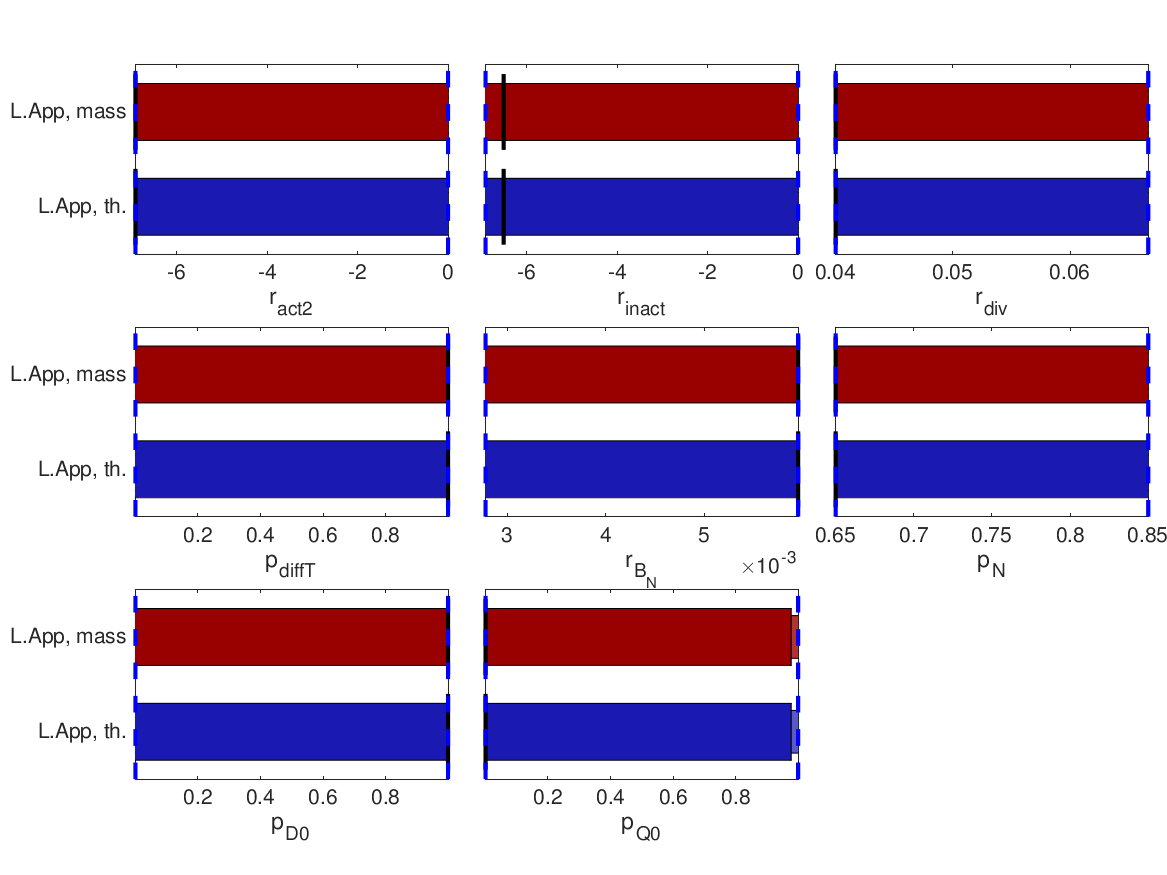 L.App, mass
L.App, th.
-6 -4 -2 0
r_act2
-6 -4 -2 0
r_inact
0.04 0.05 0.06
r_div
L.App, mass
L.App, th.
0.2 0.4 0.6 0.8
p_diffT
3 4 5
×10^-3
r_B_N
0.65 0.7 0.75 0.8 0.85
p_N
L.App, mass
L.App, th.
0.2 0.4 0.6 0.8
p_D0
0.2 0.4 0.6 0.8
p_Q0